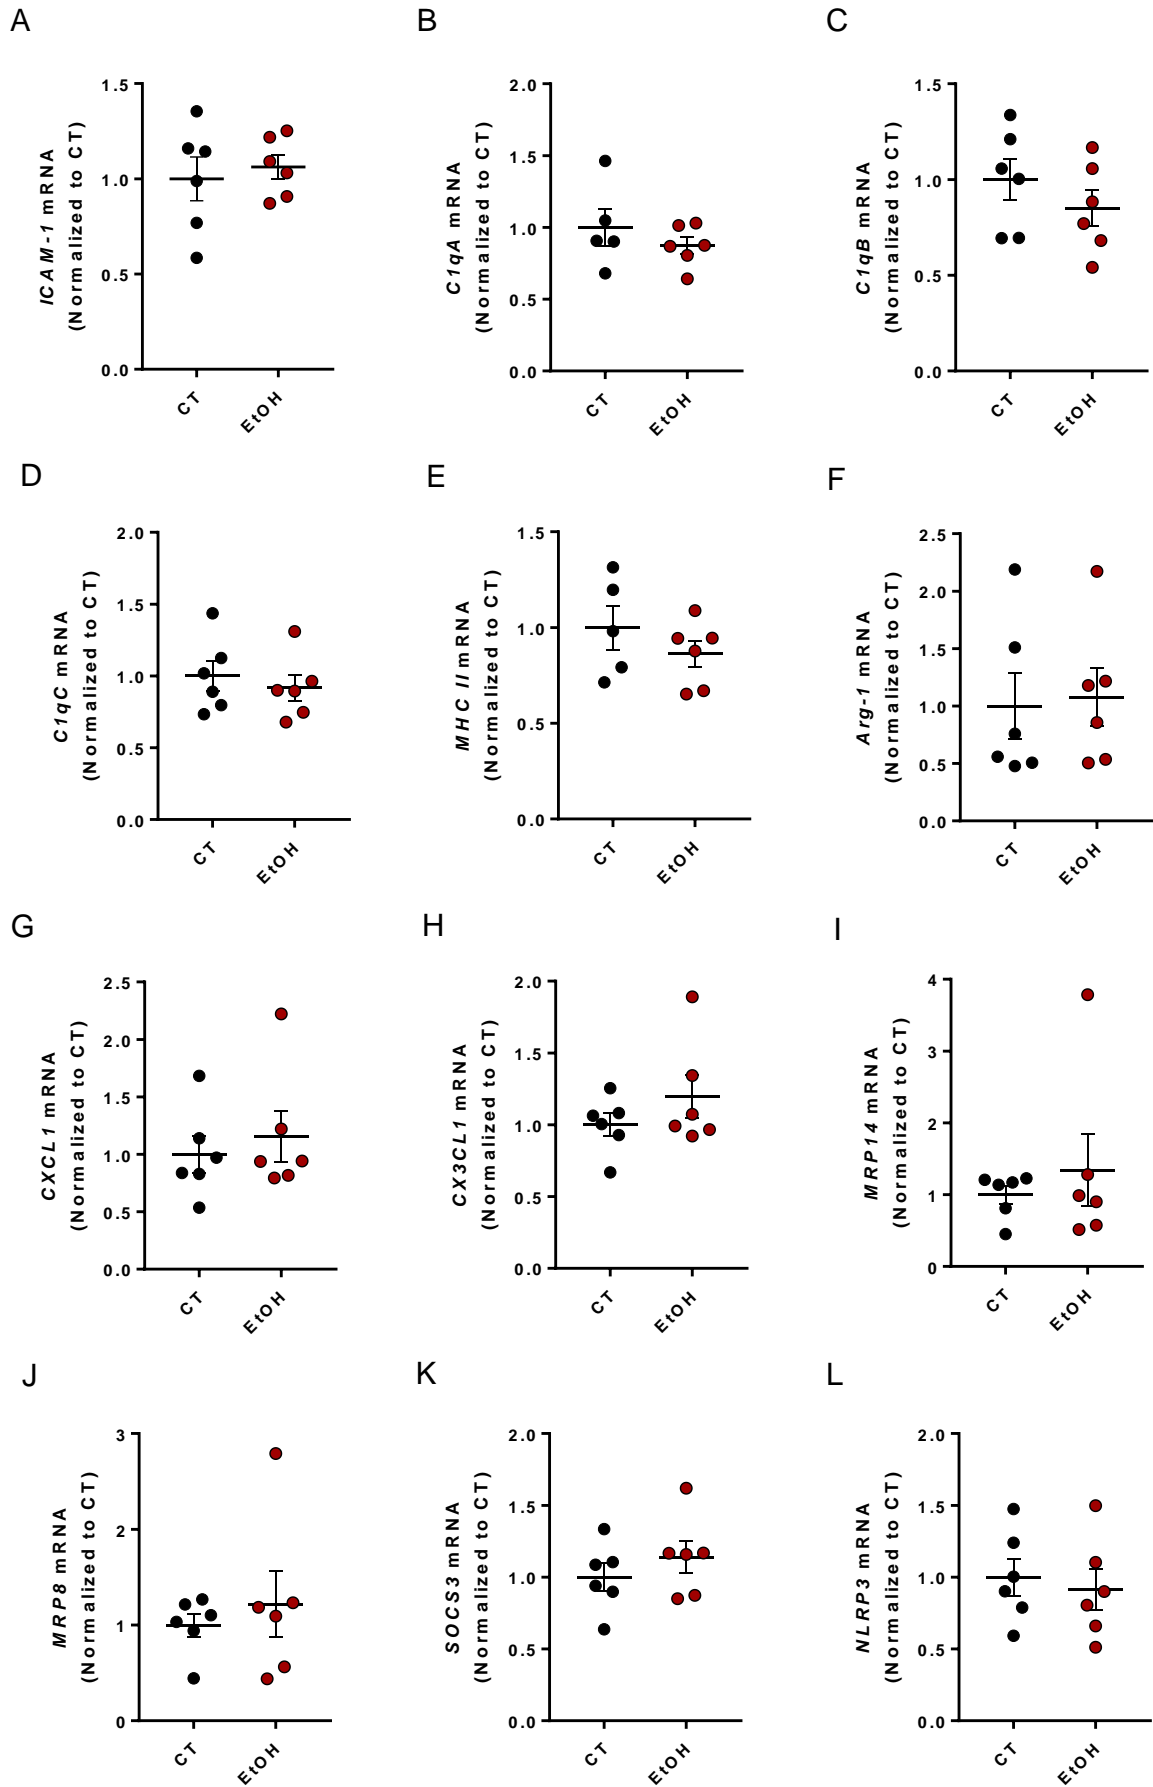 A
B
C
ICAM-1 mRNA
(Normalized to CT)
1.5
1.0
0.5
0.0
CT
EtOH
C1qA mRNA
(Normalized to CT)
2.0
1.5
1.0
0.5
0.0
CT
EtOH
C1qB mRNA
(Normalized to CT)
1.5
1.0
0.5
0.0
CT
EtOH
D
E
F
C1qC mRNA
(Normalized to CT)
2.0
1.5
1.0
0.5
0.0
CT
EtOH
MHC II mRNA
(Normalized to CT)
1.5
1.0
0.5
0.0
CT
EtOH
Arg-1 mRNA
(Normalized to CT)
2.5
2.0
1.5
1.0
0.5
0.0
CT
EtOH
G
H
I
CXCL1 mRNA
(Normalized to CT)
2.5
2.0
1.5
1.0
0.5
0.0
CT
EtOH
CX3CL1 mRNA
(Normalized to CT)
2.0
1.5
1.0
0.5
0.0
CT
EtOH
MRP14 mRNA
(Normalized to CT)
4
3
2
1
0
CT
EtOH
J
K
L
MRP8 mRNA
(Normalized to CT)
3
2
1
0
CT
EtOH
SOCS3 mRNA
(Normalized to CT)
2.0
1.5
1.0
0.5
0.0
CT
EtOH
NLRP3 mRNA
(Normalized to CT)
2.0
1.5
1.0
0.5
0.0
CT
EtOH